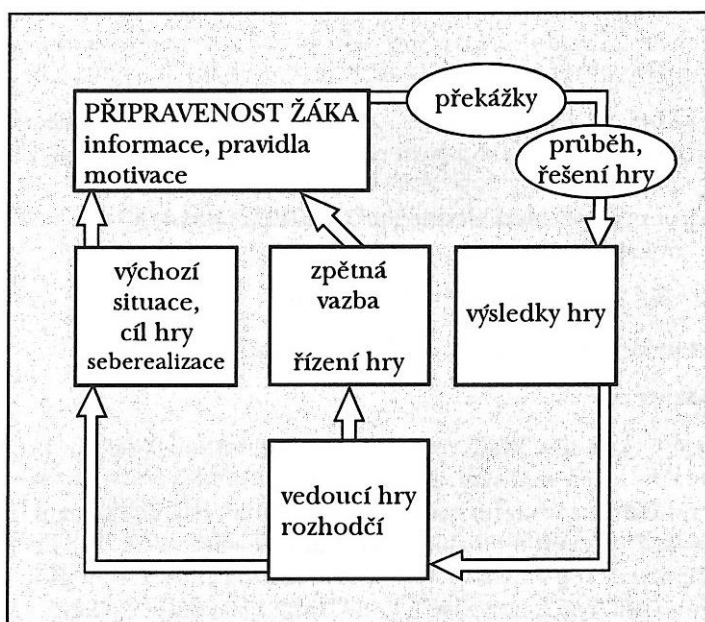 PŘIPRAVENOST ŽÁKA
informace, pravidla
motivace
překážky
průběh,
řešení hry
výchozí
situace,
cíl hry
seberealizace
zpětná
vazba
řízení hry
výsledky hry
vedoucí hry
rozhodčí